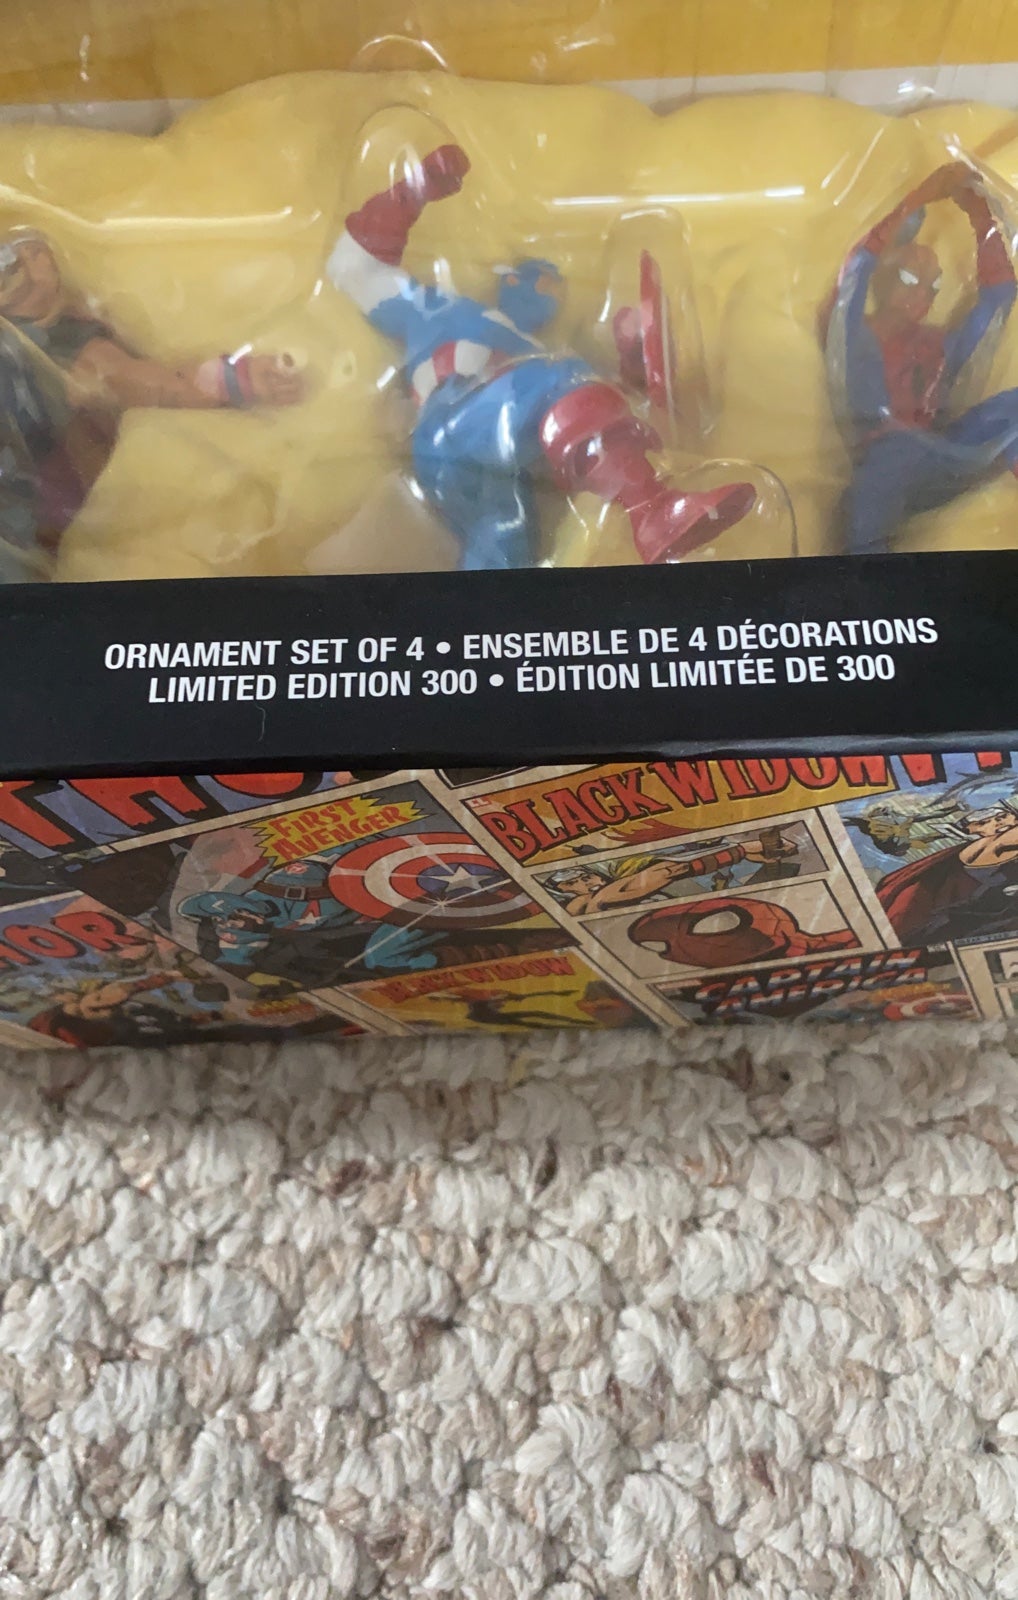 ORNAMENT SET OF 4 • ENSEMBLE DE 4 DÉCORATIONS
LIMITED EDITION 300 • ÉDITION LIMITÉE DE 300
FIRST
AVENGER
BLACK WIDOW
BLACK WIDOW
CAPTAIN
AMERICA